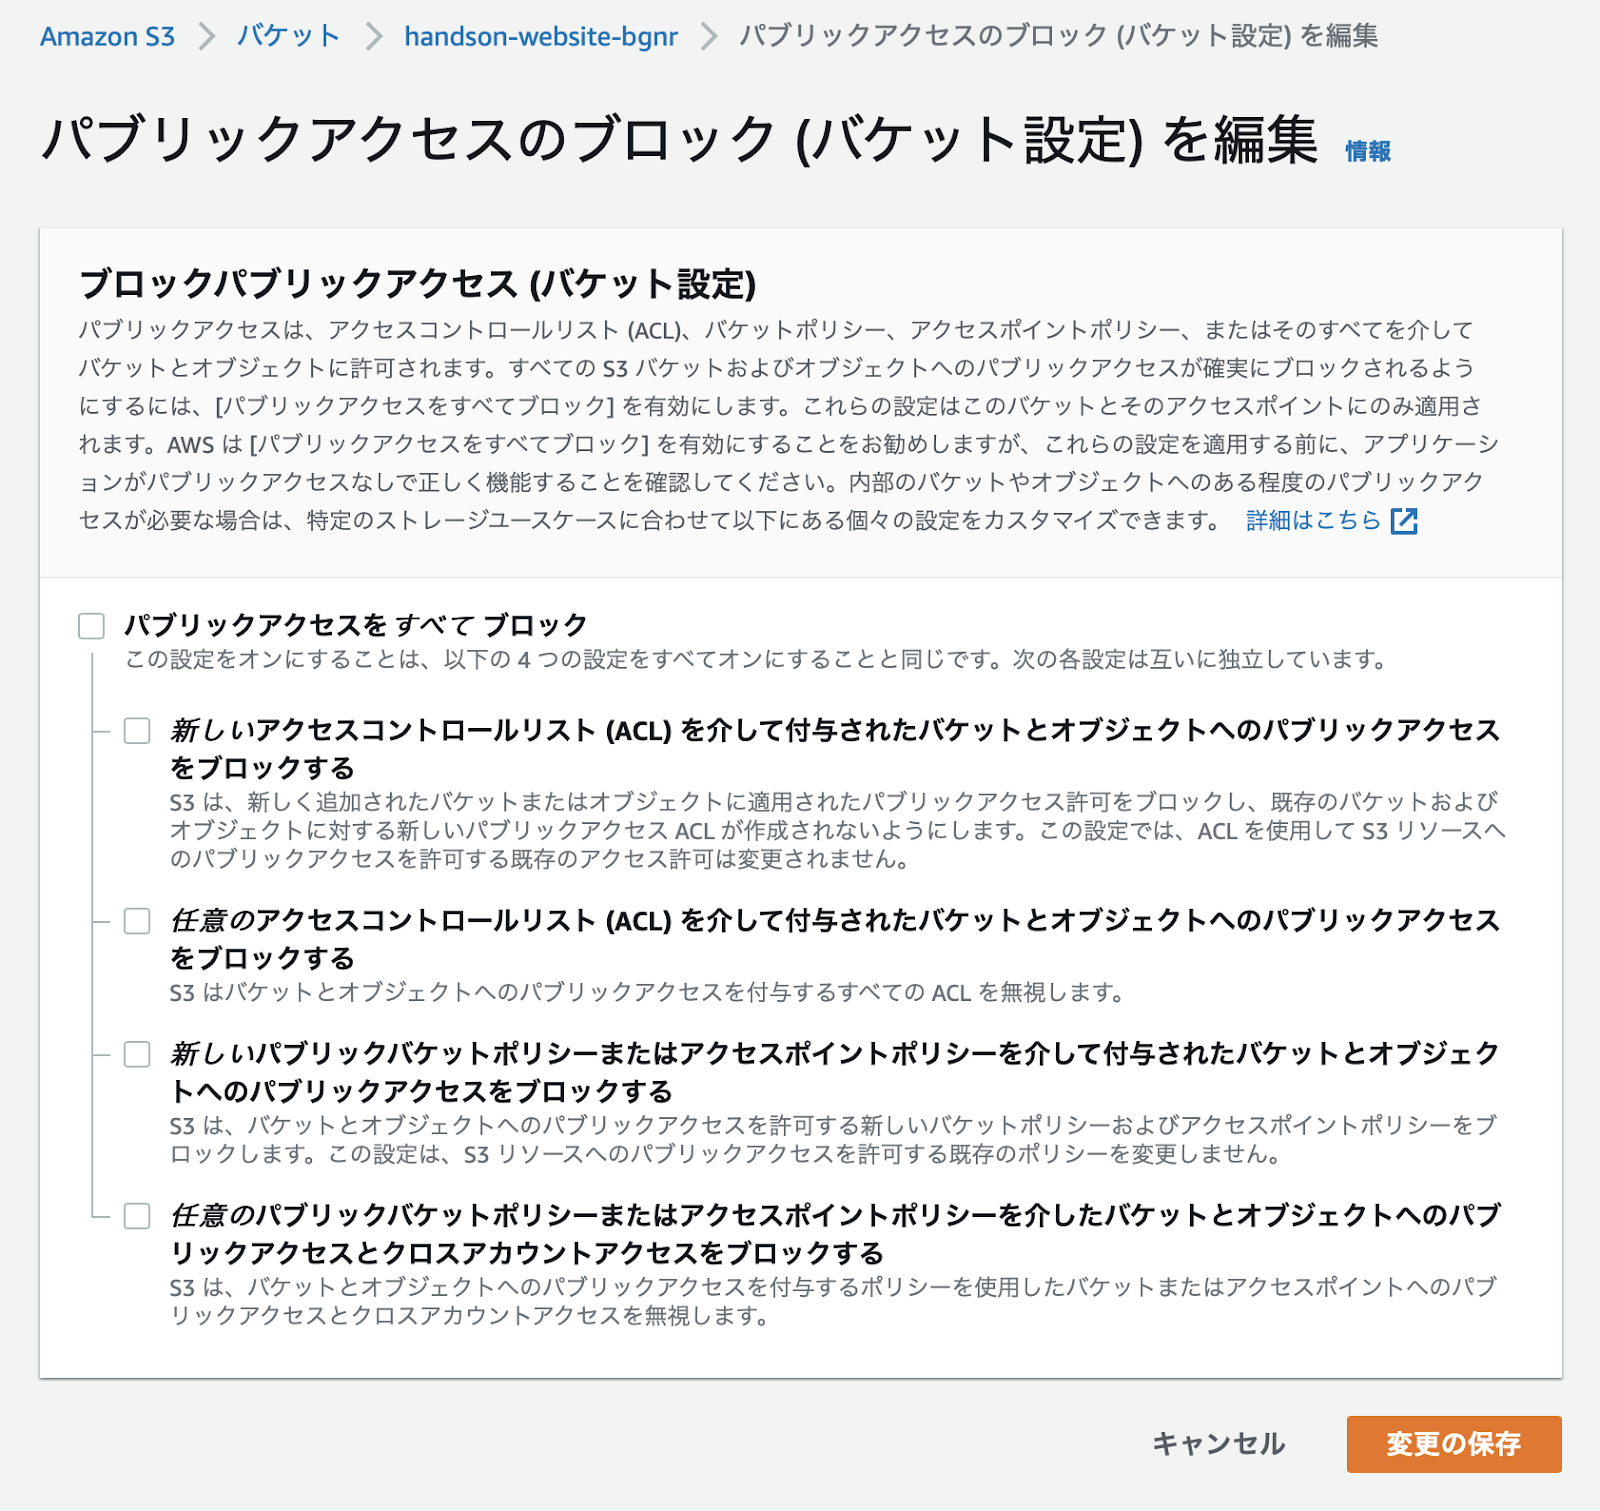 Amazon S3 > バケット > handson-website-bgnr > パブリックアクセスのブロック (バケット設定) を編集
パブリックアクセスのブロック (バケット設定) を編集 情報
ブロックパブリックアクセス (バケット設定)
パブリックアクセスは、アクセスコントロールリスト (ACL)、バケットポリシー、アクセスポイントポリシー、またはそのすべてを介して
バケットとオブジェクトに許可されます。すべての S3 バケットおよびオブジェクトへのパブリックアクセスが確実にブロックされるよう
にするには、[パブリックアクセスをすべてブロック] を有効にします。これらの設定はこのバケットとそのアクセスポイントにのみ適用さ
れます。AWS は [パブリックアクセスをすべてブロック] を有効にすることをお勧めしますが、これらの設定を適用する前に、アプリケーシ
ョンがパブリックアクセスなしで正しく機能することを確認してください。内部のバケットやオブジェクトへのある程度のパブリックアク
セスが必要な場合は、特定のストレージユースケースに合わせて以下にある個々の設定をカスタマイズできます。 詳細はこちら
パブリックアクセスをすべて ブロック
この設定をオンにすることは、以下の 4 つの設定をすべてオンにすることと同じです。次の各設定は互いに独立しています。
新しいアクセスコントロールリスト (ACL) を介して付与されたバケットとオブジェクトへのパブリックアクセス
をブロックする
S3 は、新しく追加されたバケットまたはオブジェクトに適用されたパブリックアクセス許可をブロックし、既存のバケットおよび
オブジェクトに対する新しいパブリックアクセス ACL が作成されないようにします。この設定では、ACL を使用して S3 リソースへ
のパブリックアクセスを許可する既存のアクセス許可は変更されません。
任意のアクセスコントロールリスト (ACL) を介して付与されたバケットとオブジェクトへのパブリックアクセス
をブロックする
S3 はバケットとオブジェクトへのパブリックアクセスを付与するすべての ACL を無視します。
新しいパブリックバケットポリシーまたはアクセスポイントポリシーを介して付与されたバケットとオブジェク
トへのパブリックアクセスをブロックする
S3 は、バケットとオブジェクトへのパブリックアクセスを許可する新しいバケットポリシーおよびアクセスポイントポリシーをブ
ロックします。この設定は、S3 リソースへのパブリックアクセスを許可する既存のポリシーを変更しません。
任意のパブリックバケットポリシーまたはアクセスポイントポリシーを介したバケットとオブジェクトへのパブ
リックアクセスとクロスアカウントアクセスをブロックする
S3 は、バケットとオブジェクトへのパブリックアクセスを付与するポリシーを使用したバケットまたはアクセスポイントへのパブ
リックアクセスとクロスアカウントアクセスを無視します。
キャンセル 変更の保存